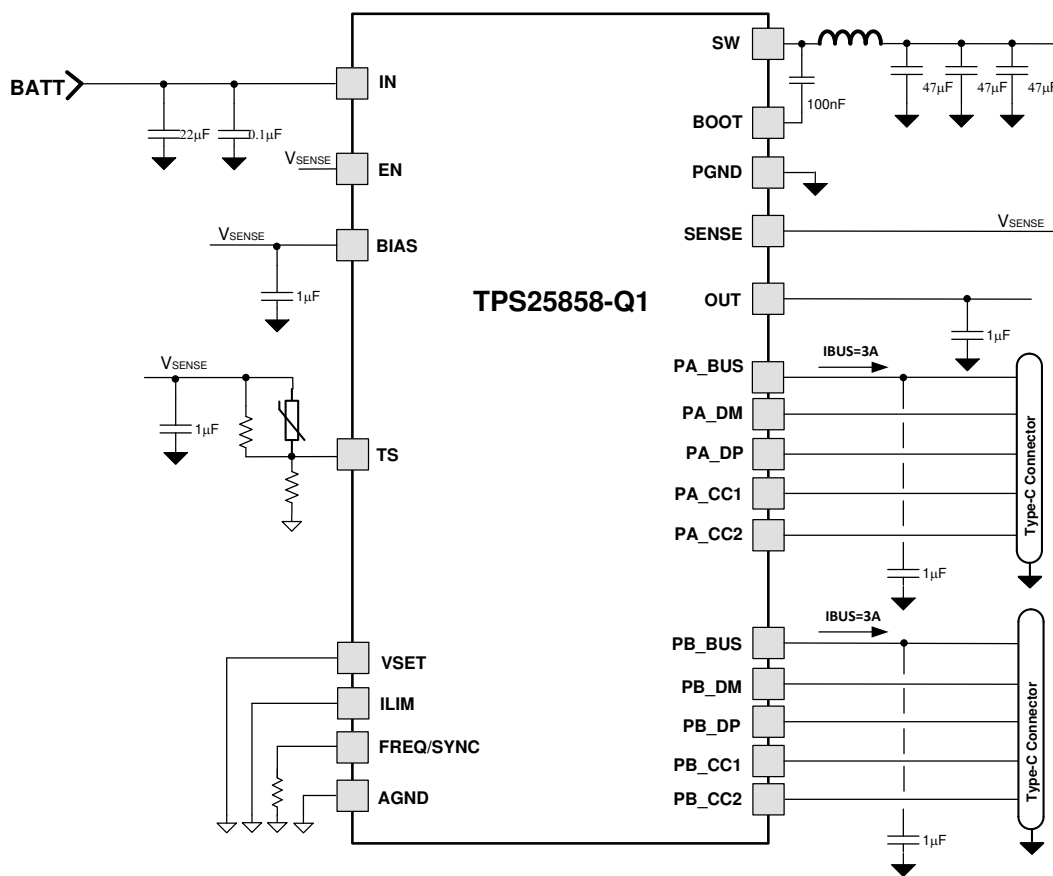 BATT
22µF
0.1µF
IN
VSENSE
EN
VSENSE
BIAS
1µF
VSENSE
1µF
TS
VSET
ILIM
FREQ/SYNC
AGND
TPS25858-Q1
SW
100nF
47µF
47µF
47µF
BOOT
PGND
SENSE
VSENSE
OUT
1µF
PA_BUS
IBUS=3A
PA_DM
PA_DP
PA_CC1
PA_CC2
1µF
Type-C Connector
PB_BUS
IBUS=3A
PB_DM
PB_DP
PB_CC1
PB_CC2
1µF
Type-C Connector